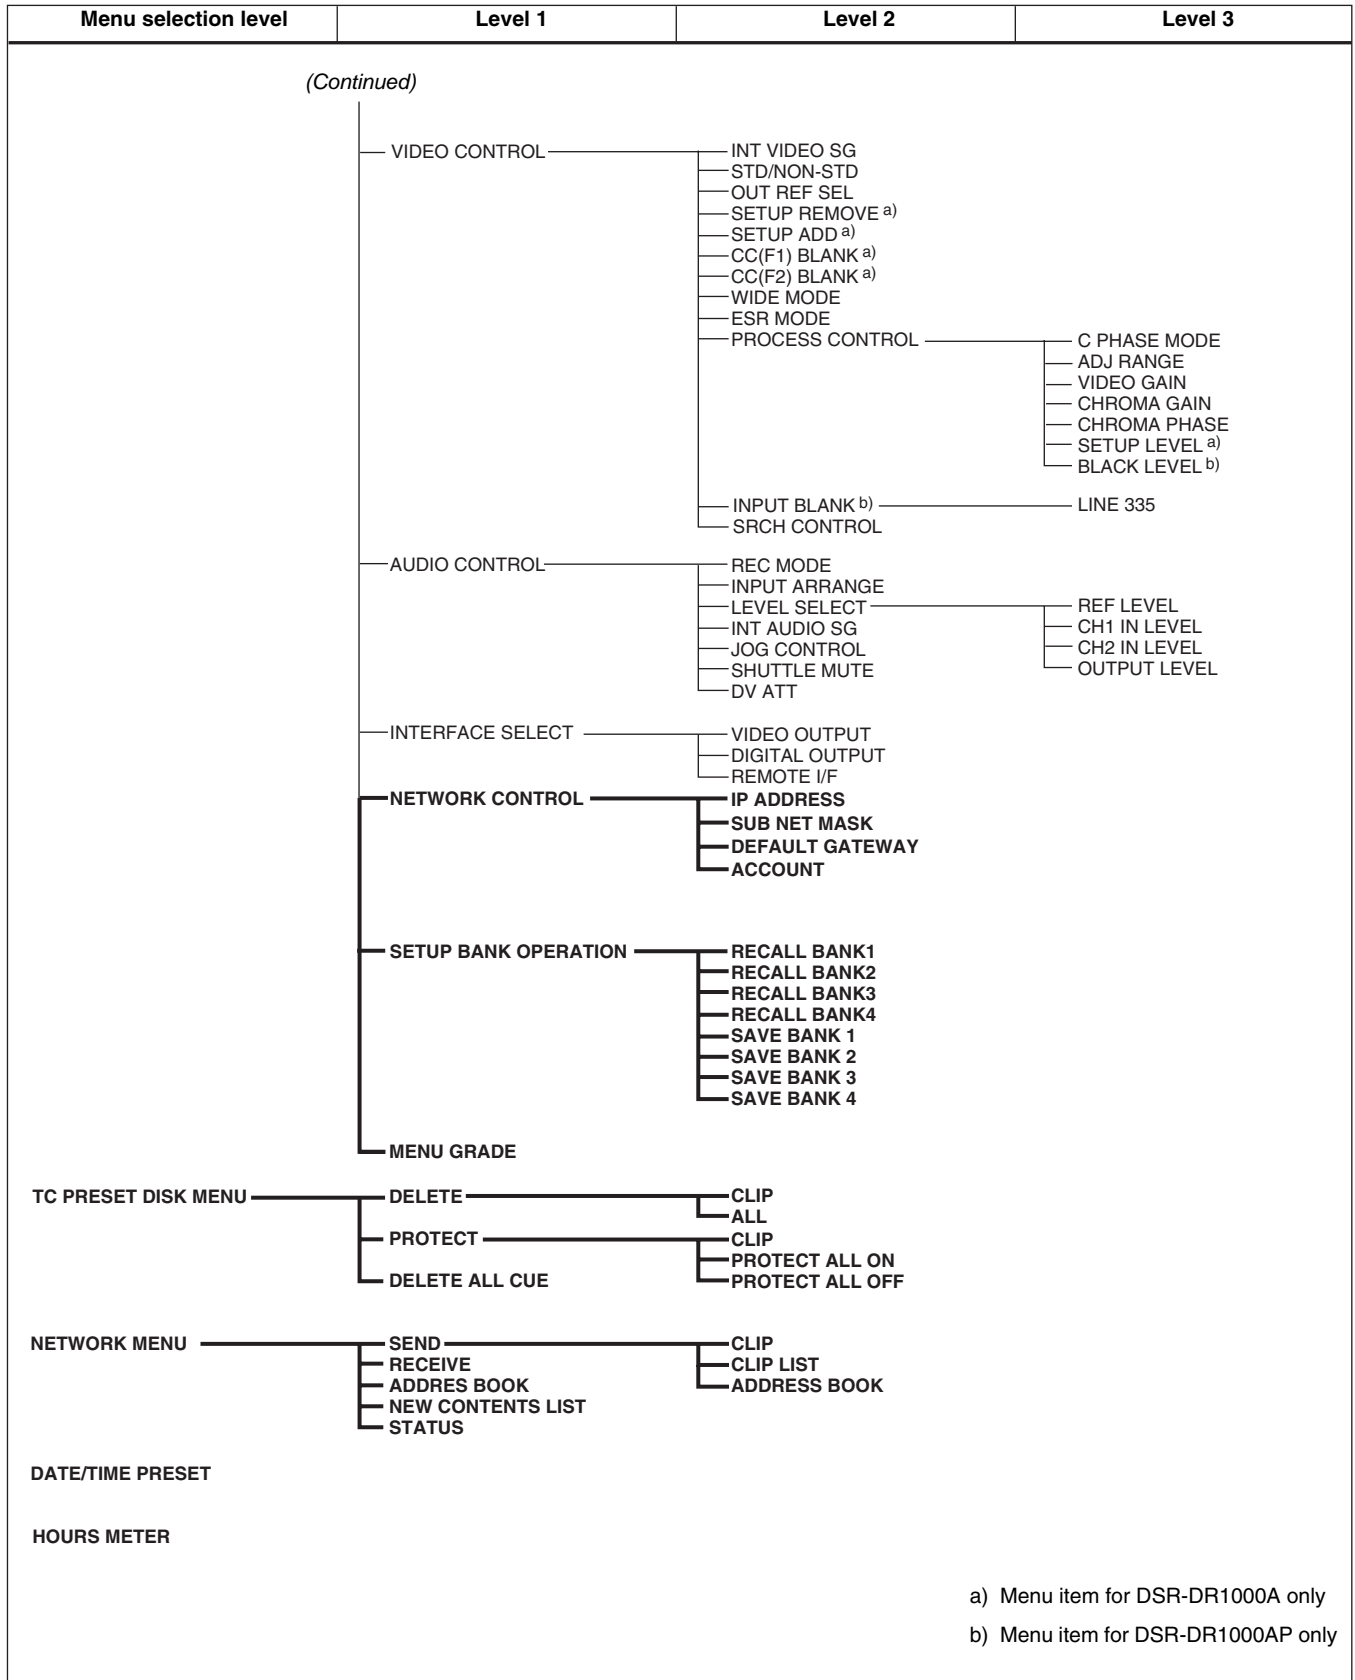 Menu selection level Level 1 Level 2 Level 3
(Continued)
VIDEO CONTROL INT VIDEO SG
STD/NON-STD
OUT REF SEL
SETUP REMOVE a)
SETUP ADD a)
CC(F1) BLANK a)
CC(F2) BLANK a)
WIDE MODE
ESR MODE
PROCESS CONTROL C PHASE MODE
ADJ RANGE
VIDEO GAIN
CHROMA GAIN
CHROMA PHASE
SETUP LEVEL a)
BLACK LEVEL b)
INPUT BLANK b) LINE 335
SRCH CONTROL
AUDIO CONTROL REC MODE
INPUT ARRANGE
LEVEL SELECT REF LEVEL
INT AUDIO SG CH1 IN LEVEL
JOG CONTROL CH2 IN LEVEL
SHUTTLE MUTE OUTPUT LEVEL
DV ATT
INTERFACE SELECT VIDEO OUTPUT
DIGITAL OUTPUT
REMOTE I/F
NETWORK CONTROL IP ADDRESS
SUB NET MASK
DEFAULT GATEWAY
ACCOUNT
SETUP BANK OPERATION RECALL BANK1
RECALL BANK2
RECALL BANK3
RECALL BANK4
SAVE BANK 1
SAVE BANK 2
SAVE BANK 3
SAVE BANK 4
MENU GRADE
TC PRESET DISK MENU DELETE CLIP
ALL
PROTECT CLIP
PROTECT ALL ON
DELETE ALL CUE PROTECT ALL OFF
NETWORK MENU SEND CLIP
RECEIVE CLIP LIST
ADDRES BOOK ADDRESS BOOK
NEW CONTENTS LIST
STATUS
DATE/TIME PRESET
HOURS METER
a) Menu item for DSR-DR1000A only
b) Menu item for DSR-DR1000AP only